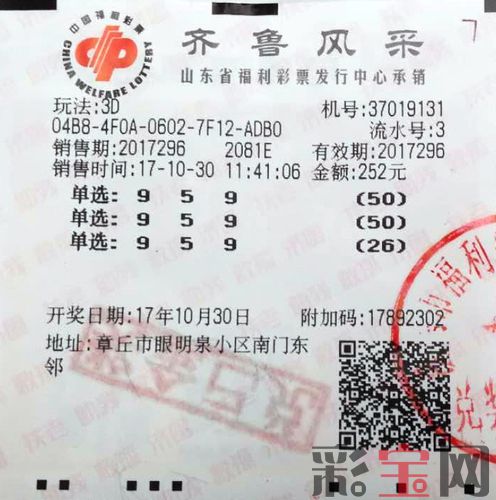 中国福利彩票
CHINA WELFARE LOTTERY
齐鲁风采
山东省福利彩票发行中心承销
玩法:3D 机号:37019131
04B8-4F0A-0602-7F12-ADB0 流水号:3
销售期:2017296 2081E 有效期:2017296
销售时间:17-10-30 11:41:06 金额:252元
单选: 9 5 9 (50)
单选: 9 5 9 (50)
单选: 9 5 9 (26)
开奖日期:17年10月30日 附加码:17892302
地址:章丘市眼明泉小区南门东
邻
市福利
兑奖
彩宝网